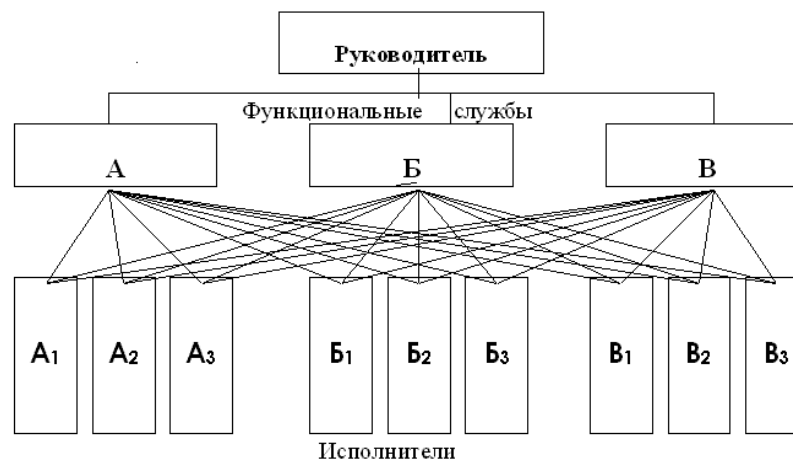 Руководитель
Функциональные службы
А Б В
А1 А2 А3 Б1 Б2 Б3 В1 В2 В3
Исполнители